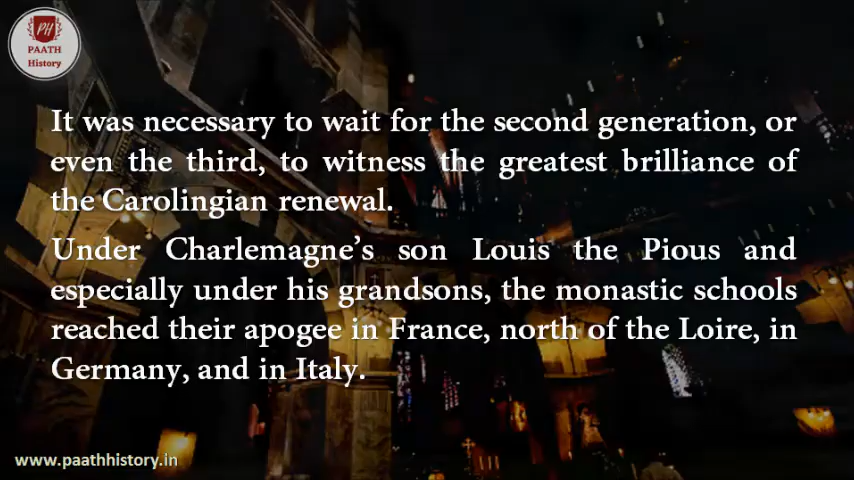 PH
PAATH
History
It was necessary to wait for the second generation, or
even the third, to witness the greatest brilliance of
the Carolingian renewal.
Under Charlemagne's son Louis the Pious and
especially under his grandsons, the monastic schools
reached their apogee in France, north of the Loire, in
Germany, and in Italy.
www.paathhistory.in